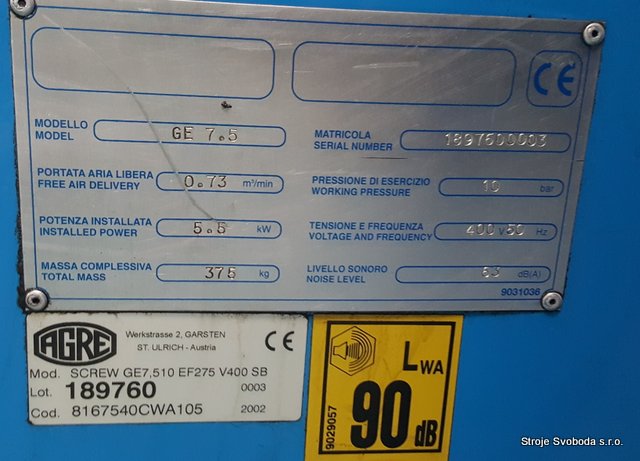 CE
MODELLO
MODEL
GE 7.5
MATRICOLA
SERIAL NUMBER
1897600003
PORTATA ARIA LIBERA
FREE AIR DELIVERY
0.73 m³/min
PRESSIONE DI ESERCIZIO
WORKING PRESSURE
10 bar
POTENZA INSTALLATA
INSTALLED POWER
5.5 kW
TENSIONE E FREQUENZA
VOLTAGE AND FREQUENCY
400 V 50 Hz
MASSA COMPLESSIVA
TOTAL MASS
375 kg
LIVELLO SONORO
NOISE LEVEL
63 dB(A)
9031036
AGRE
Werkstrasse 2, GARSTEN
ST. ULRICH - Austria
CE
Mod. SCREW GE7,510 EF275 V400 SB
Lot. 189760 0003
Cod. 8167540CWA105 2002
9029057
LWA
90 dB
Stroje Svoboda s.r.o.